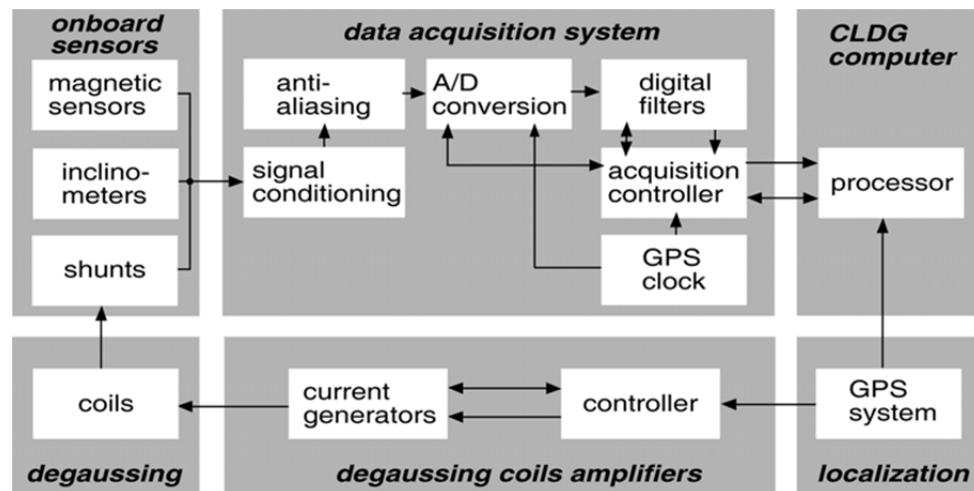 onboard
sensors
magnetic
sensors
inclino-
meters
shunts
data acquisition system
anti-
aliasing
A/D
conversion
digital
filters
signal
conditioning
acquisition
controller
GPS
clock
CLDG
computer
processor
coils
degaussing
current
generators
controller
degaussing coils amplifiers
GPS
system
localization